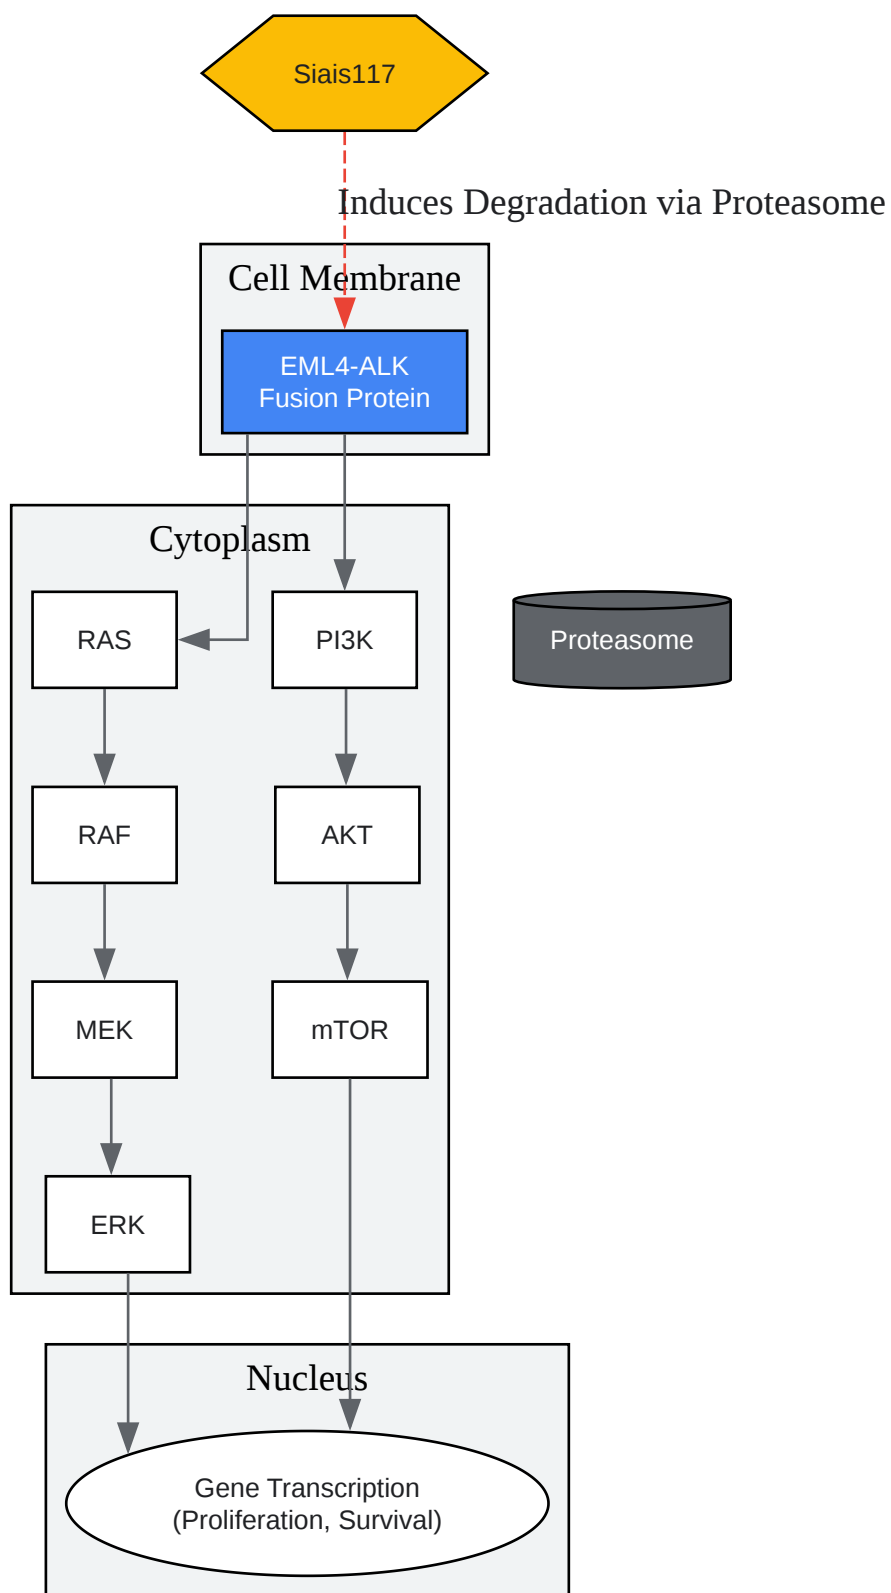 Siais117
Induces Degradation via Proteasome
Cell Membrane
EML4-ALK
Fusion Protein
Cytoplasm
RAS
PI3K
Proteasome
RAF
AKT
MEK
mTOR
ERK
Nucleus
Gene Transcription
(Proliferation, Survival)